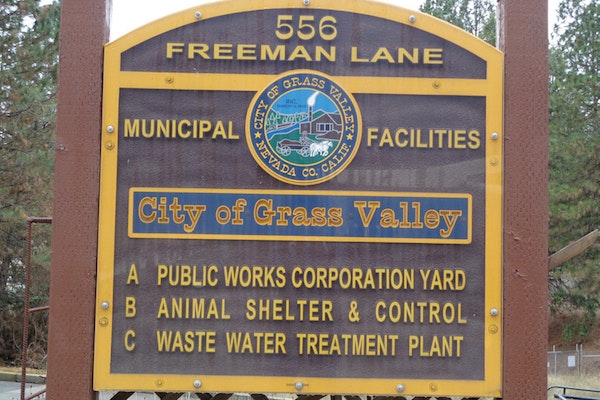 556
FREEMAN LANE
CITY OF GRASS VALLEY
NEVADA CO. CALIF
MUNICIPAL FACILITIES
City of Grass Valley
A PUBLIC WORKS CORPORATION YARD
B ANIMAL SHELTER & CONTROL
C WASTE WATER TREATMENT PLANT